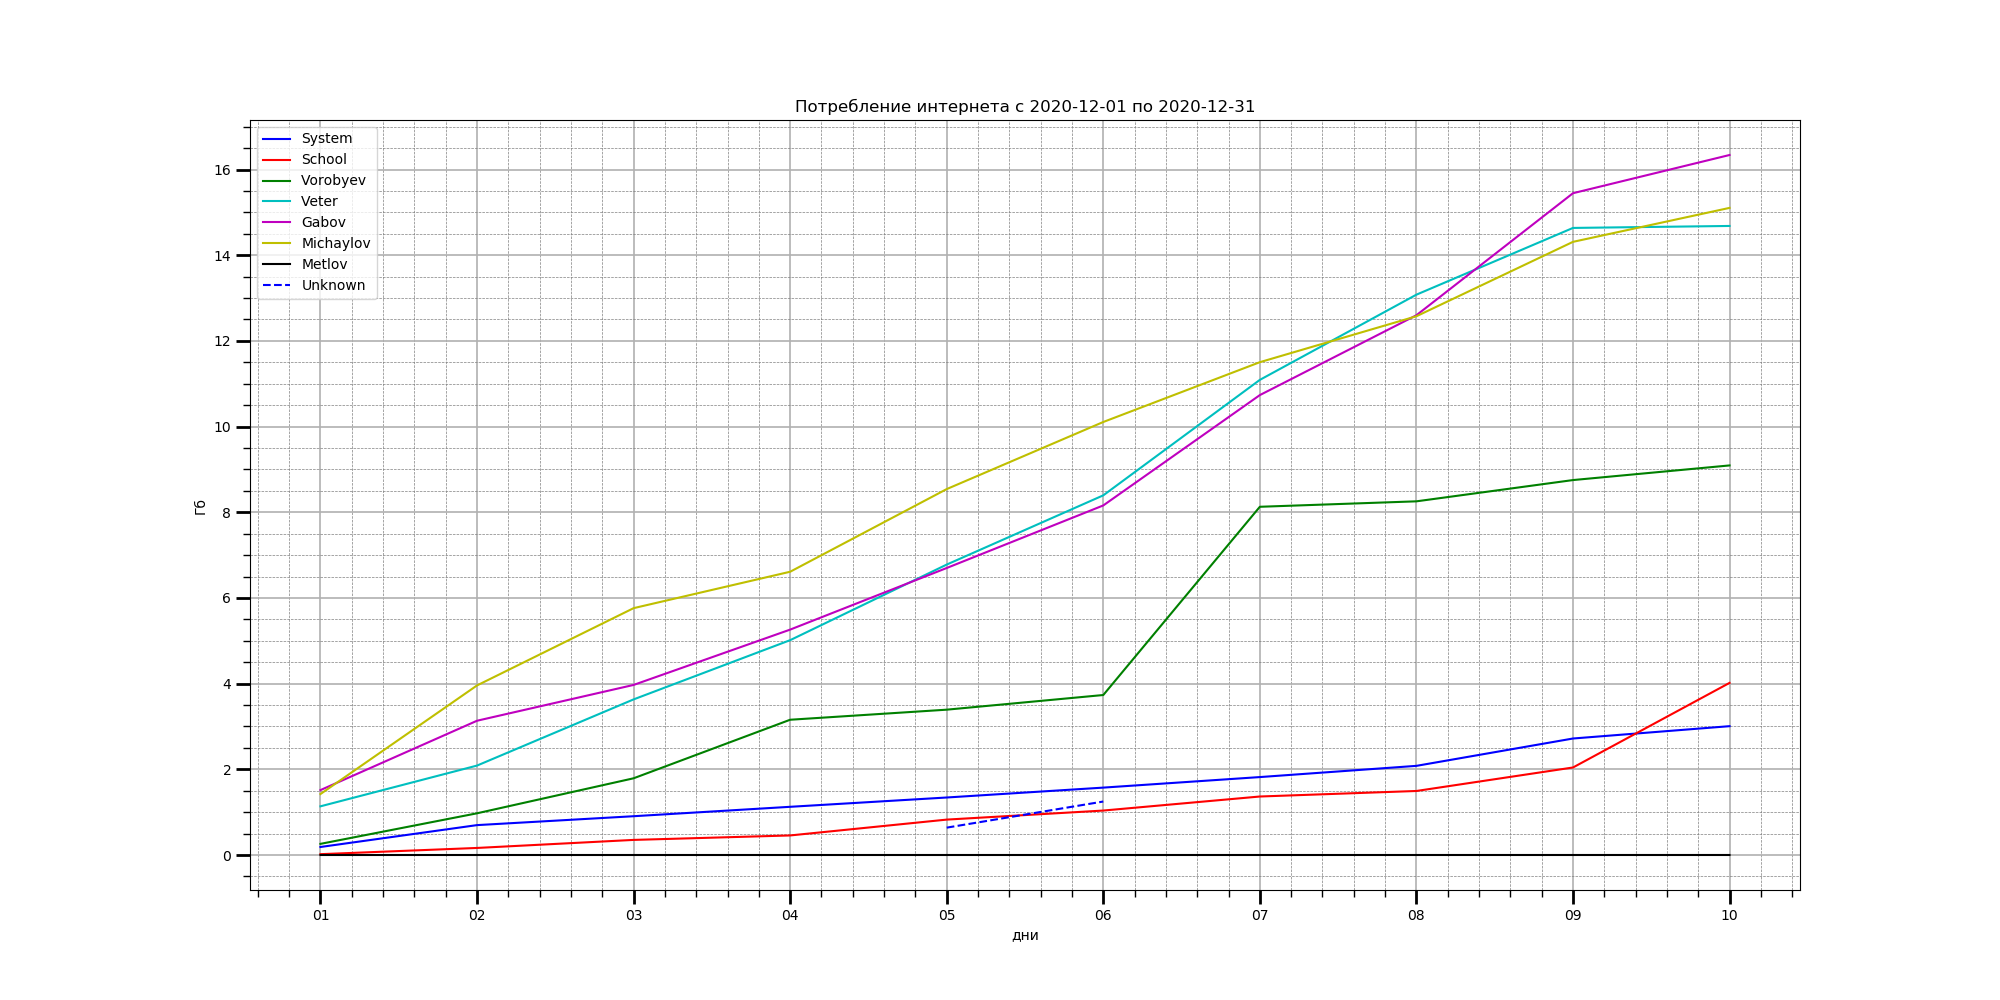 Потребление интернета с 2020-12-01 по 2020-12-31
System
School
Vorobyev
Veter
Gabov
Michaylov
Metlov
Unknown
16
14
12
10
8
6
4
2
0
Гб
01 02 03 04 05 06 07 08 09 10
дни